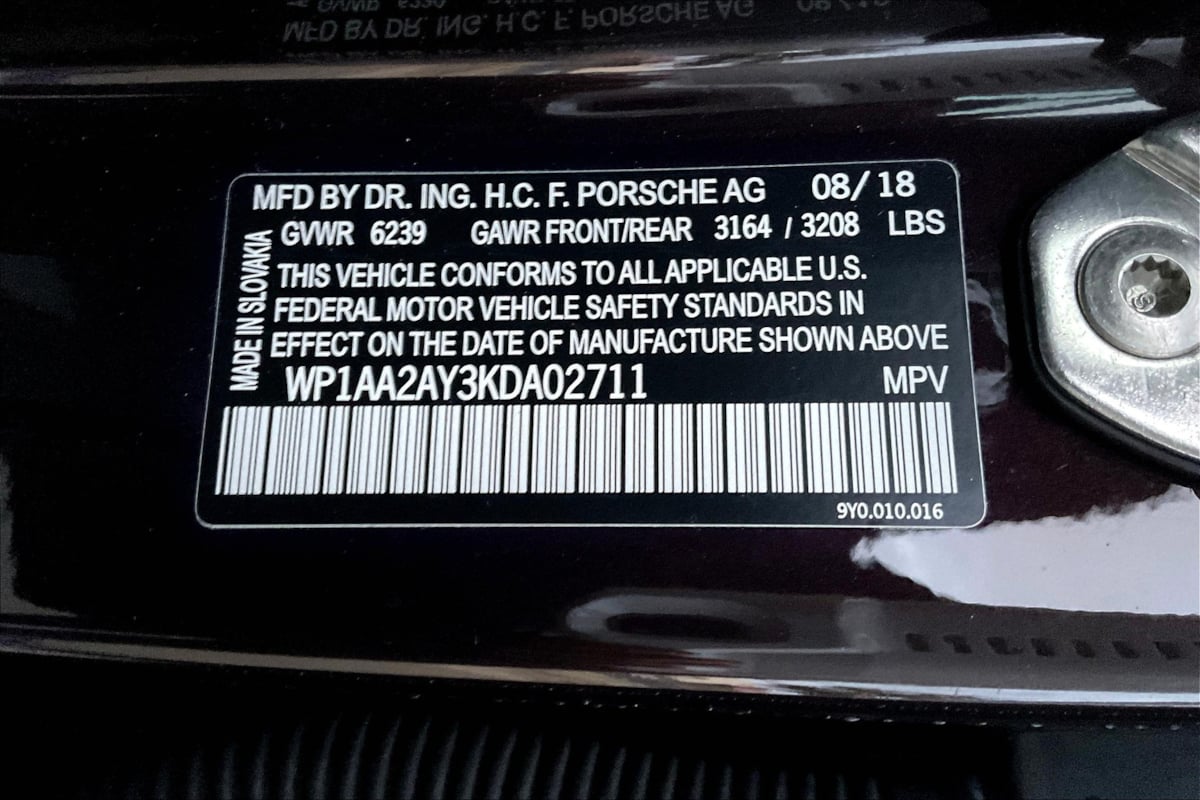 MFD BY DR. ING. H.C. F. PORSCHE AG 08/18
GVWR 6239 GAWR FRONT/REAR 3164 / 3208 LBS
MADE IN SLOVAKIA
THIS VEHICLE CONFORMS TO ALL APPLICABLE U.S.
FEDERAL MOTOR VEHICLE SAFETY STANDARDS IN
EFFECT ON THE DATE OF MANUFACTURE SHOWN ABOVE
WP1AA2AY3KDA02711 MPV
9Y0.010.016